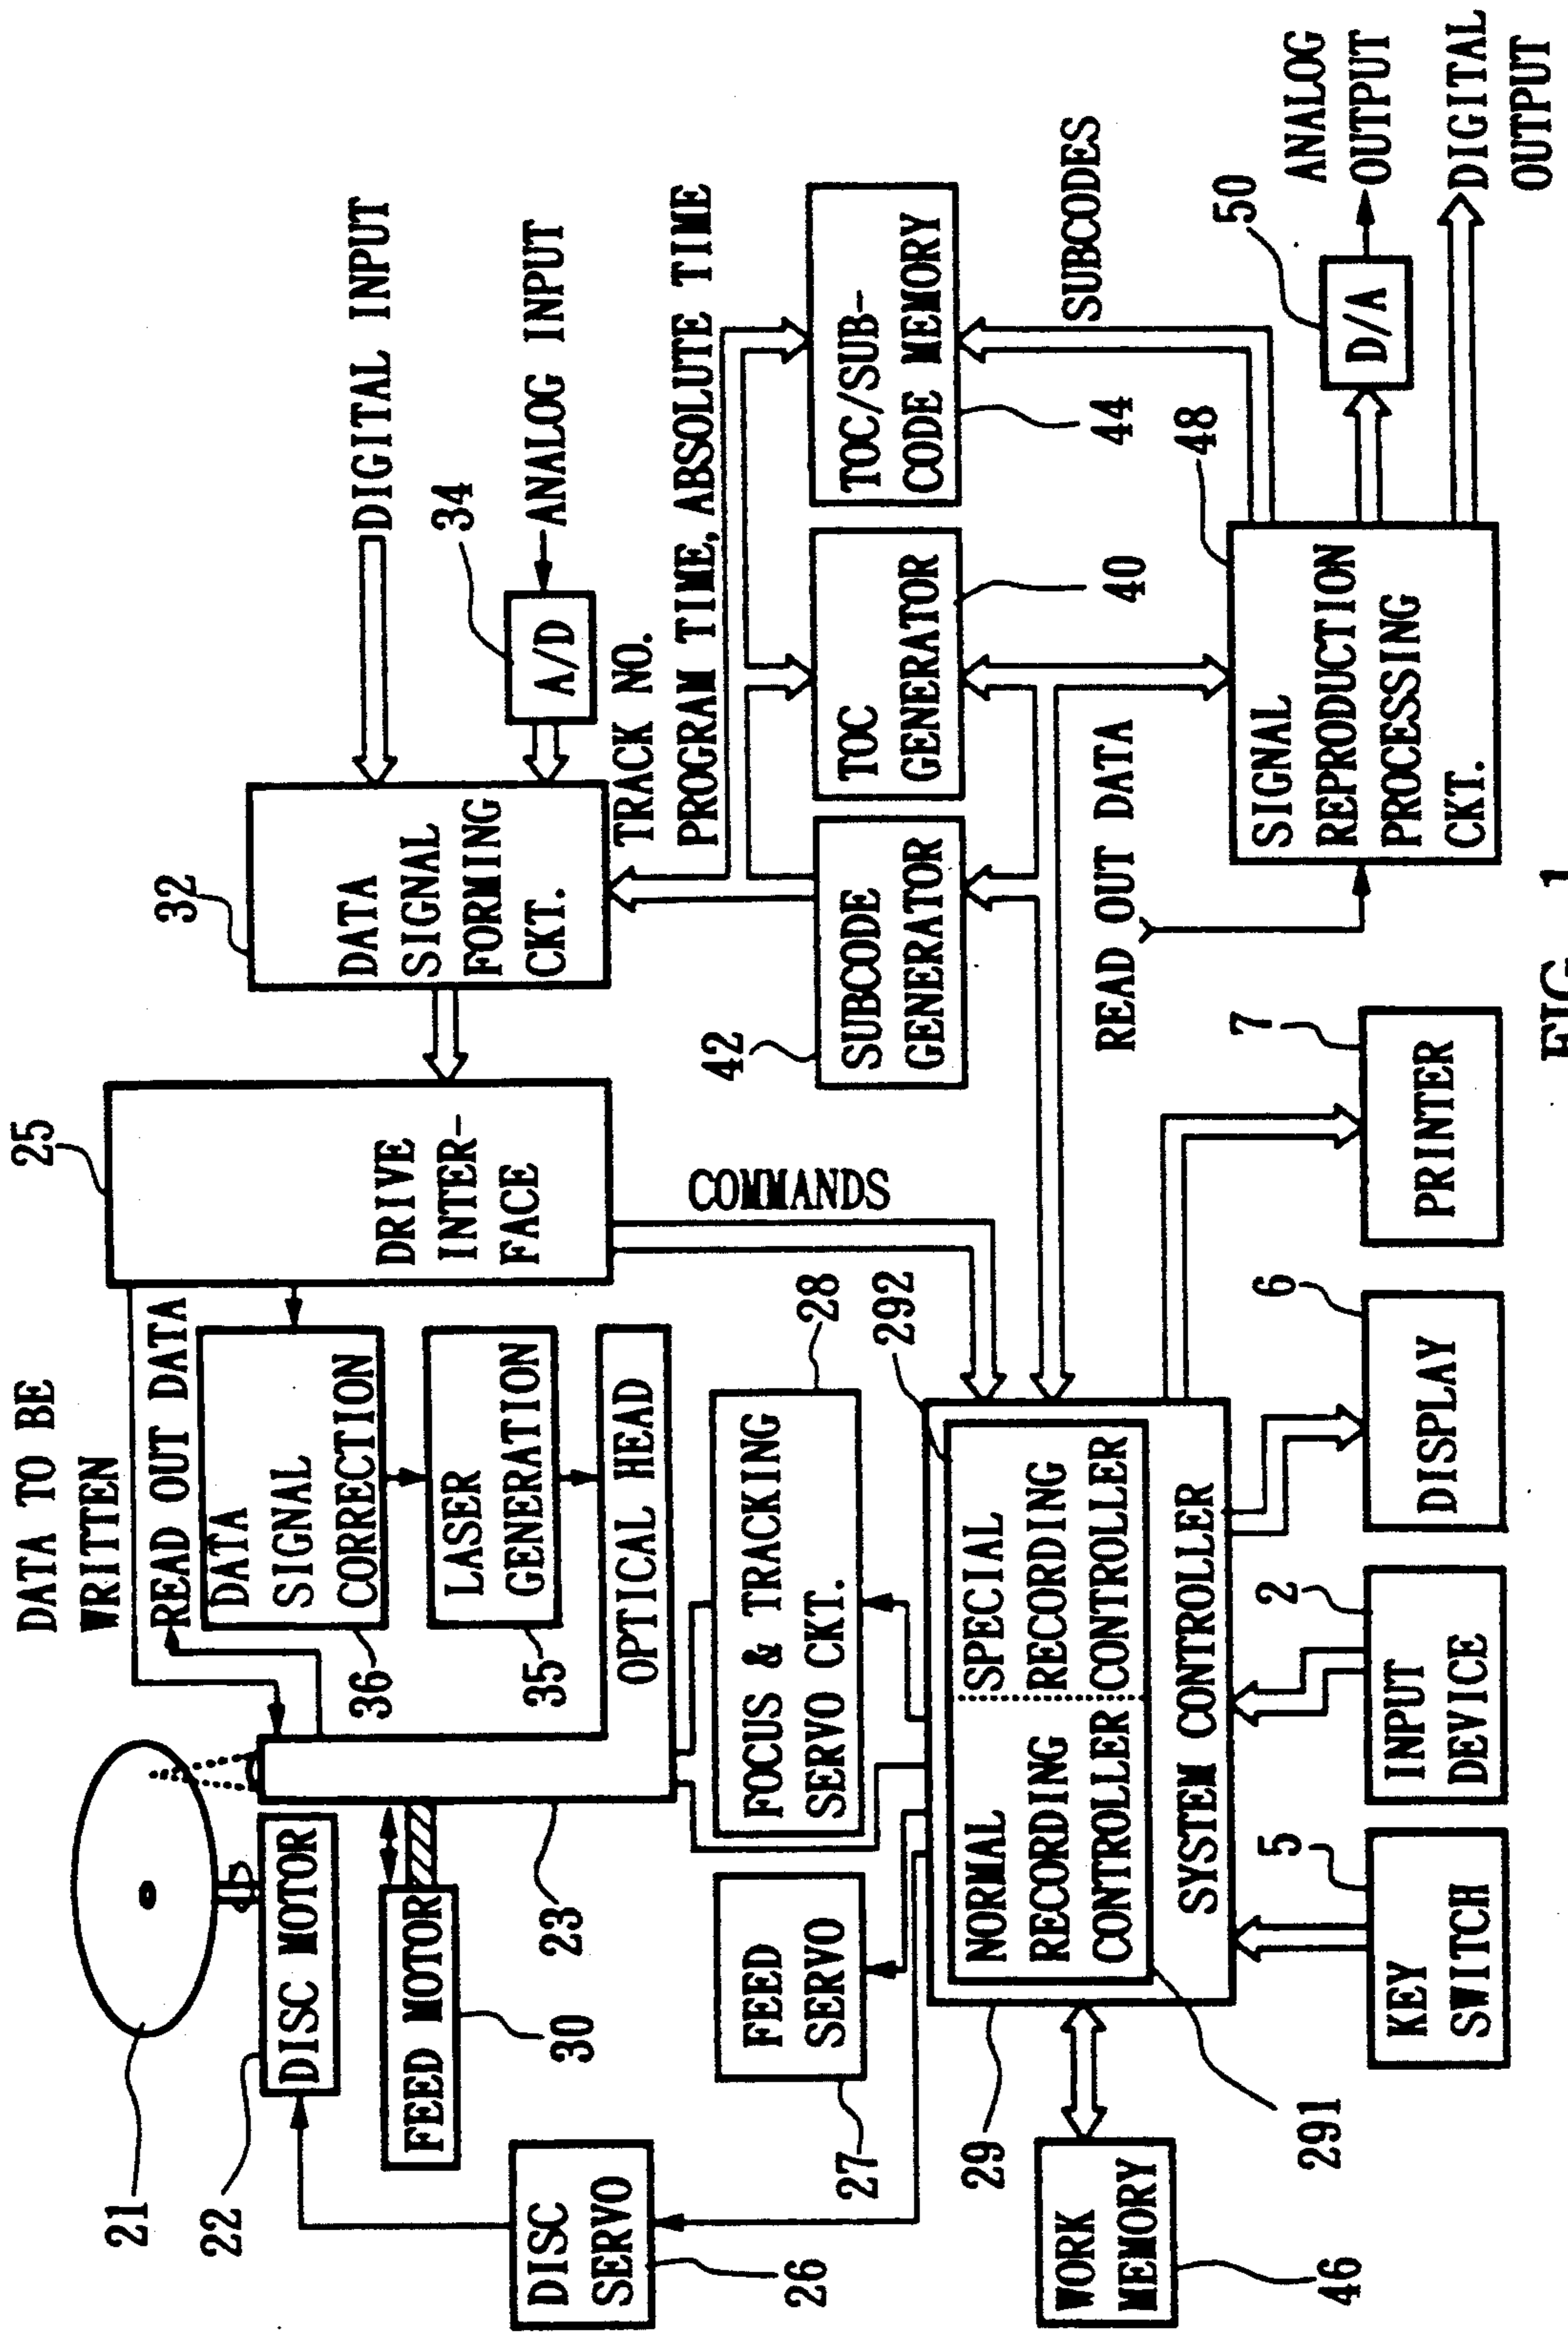 DATA TO BE
WRITTEN
READ OUT DATA
21
22
DISC MOTOR
FEED MOTOR
30
23
DATA
SIGNAL
CORRECTION
36
LASER
GENERATION
35
OPTICAL HEAD
25
DRIVE
INTER-
FACE
32
DATA
SIGNAL
FORMING
CKT.
DIGITAL INPUT
34
A/D
ANALOG INPUT
TRACK NO.
PROGRAM TIME, ABSOLUTE TIME
COMMANDS
DISC
SERVO
26
FEED
SERVO
27
FOCUS & TRACKING
SERVO CKT.
28
42
SUBCODE
GENERATOR
TOC
GENERATOR
40
TOC/SUB-
CODE MEMORY
44
SUBCODES
292
NORMAL
RECORDING
CONTROLLER
SPECIAL
RECORDING
CONTROLLER
SYSTEM CONTROLLER
29
291
WORK
MEMORY
46
READ OUT DATA
48
SIGNAL
REPRODUCTION
PROCESSING
CKT.
50
D/A
ANALOG
OUTPUT
DIGITAL
OUTPUT
5
KEY
SWITCH
2
INPUT
DEVICE
6
DISPLAY
7
PRINTER
FIG. 1